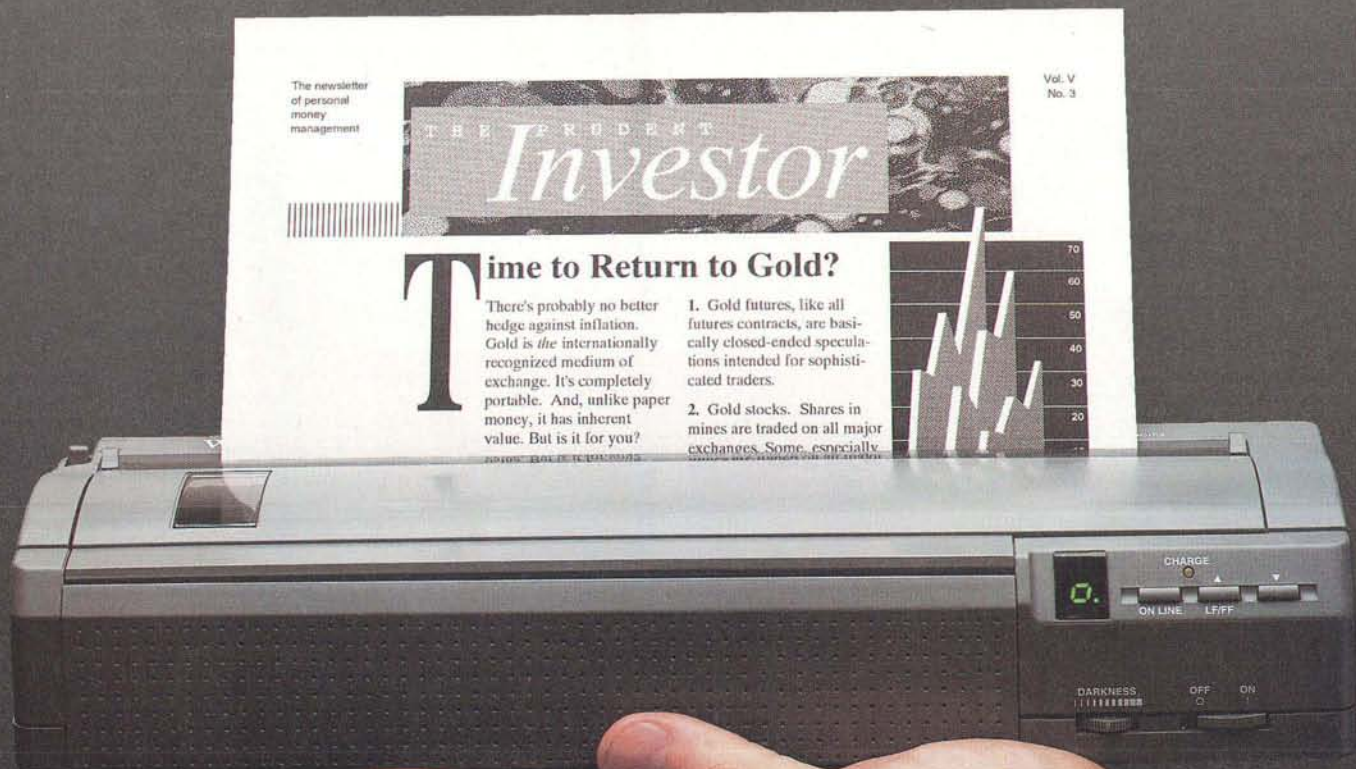 The newsletter
of personal
money
management
Vol. V
No. 3
THE PRUDENT
Investor
Time to Return to Gold?
There's probably no better
hedge against inflation.
Gold is the internationally
recognized medium of
exchange. It's completely
portable. And, unlike paper
money, it has inherent
value. But is it for you?
1. Gold futures, like all
futures contracts, are basi-
cally closed-ended specula-
tions intended for sophisti-
cated traders.
2. Gold stocks. Shares in
mines are traded on all major
exchanges. Some, especially
70
60
50
40
30
20
CHARGE
ON LINE
LF/FF
DARKNESS
OFF
ON